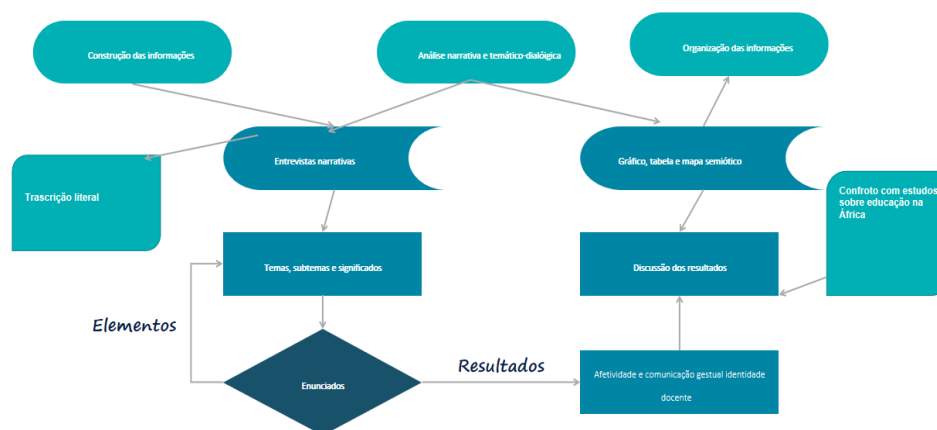 Construção das informações
Análise narrativa e temático-dialóigica
Organização das informações
Entrevistas narrativas
Gráfico, tabela e mapa semiótico
Trascrição literal
Confroto com estudos
sobre educação na
África
Temas, subtemas e significados
Discussão dos resultados
Elementos
Enunciados
Resultados
Afetividade e comunicação gestual identidade
docente